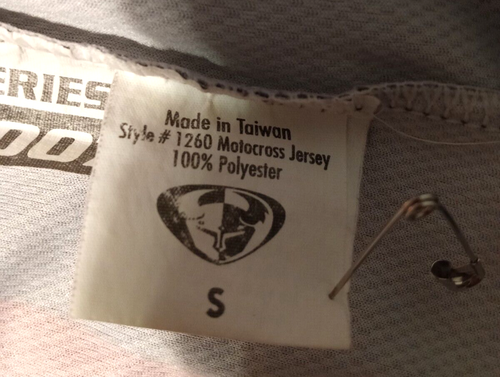 ERIES
Made in Taiwan
Style # 1260 Motocross Jersey
100% Polyester
S